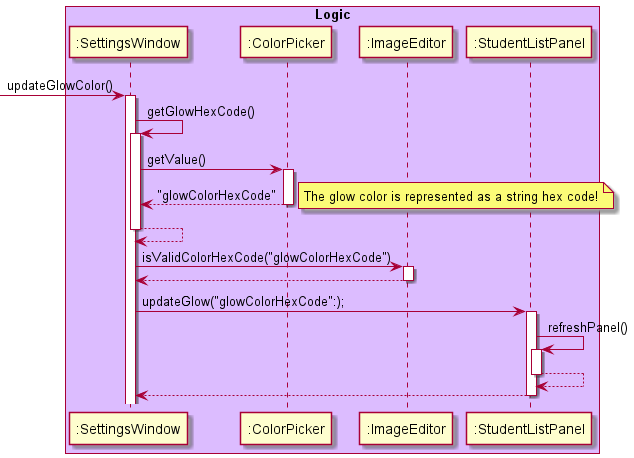 Logic
:SettingsWindow :ColorPicker :ImageEditor :StudentListPanel
updateGlowColor()
getGlowHexCode()
getValue()
"glowColorHexCode" The glow color is represented as a string hex code!
isValidColorHexCode("glowColorHexCode")
updateGlow("glowColorHexCode":);
refreshPanel()
:SettingsWindow :ColorPicker :ImageEditor :StudentListPanel